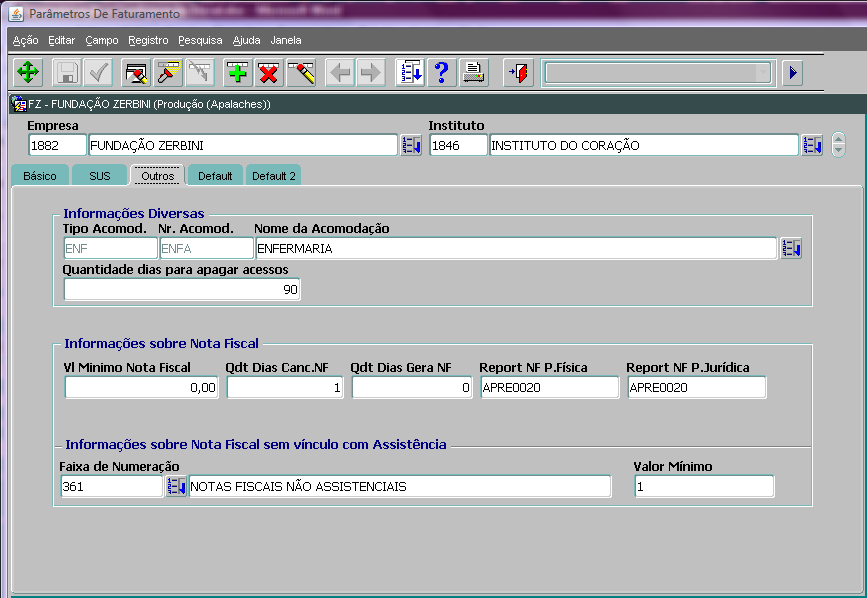 Parâmetros De Faturamento
Ação Editar Campo Registro Pesquisa Ajuda Janela
FZ - FUNDAÇÃO ZERBINI (Produção (Apalaches))
Empresa Instituto
1882 FUNDAÇÃO ZERBINI 1846 INSTITUTO DO CORAÇÃO
Básico SUS Outros Default Default 2
Informações Diversas
Tipo Acomod. Nr. Acomod. Nome da Acomodação
ENF ENFA ENFERMARIA
Quantidade dias para apagar acessos
90
Informações sobre Nota Fiscal
Vl Minimo Nota Fiscal Qdt Dias Canc.NF Qdt Dias Gera NF Report NF P.Física Report NF P.Jurídica
0,00 1 0 APRE0020 APRE0020
Informações sobre Nota Fiscal sem vínculo com Assistência
Faixa de Numeração Valor Mínimo
361 NOTAS FISCAIS NÃO ASSISTENCIAIS 1